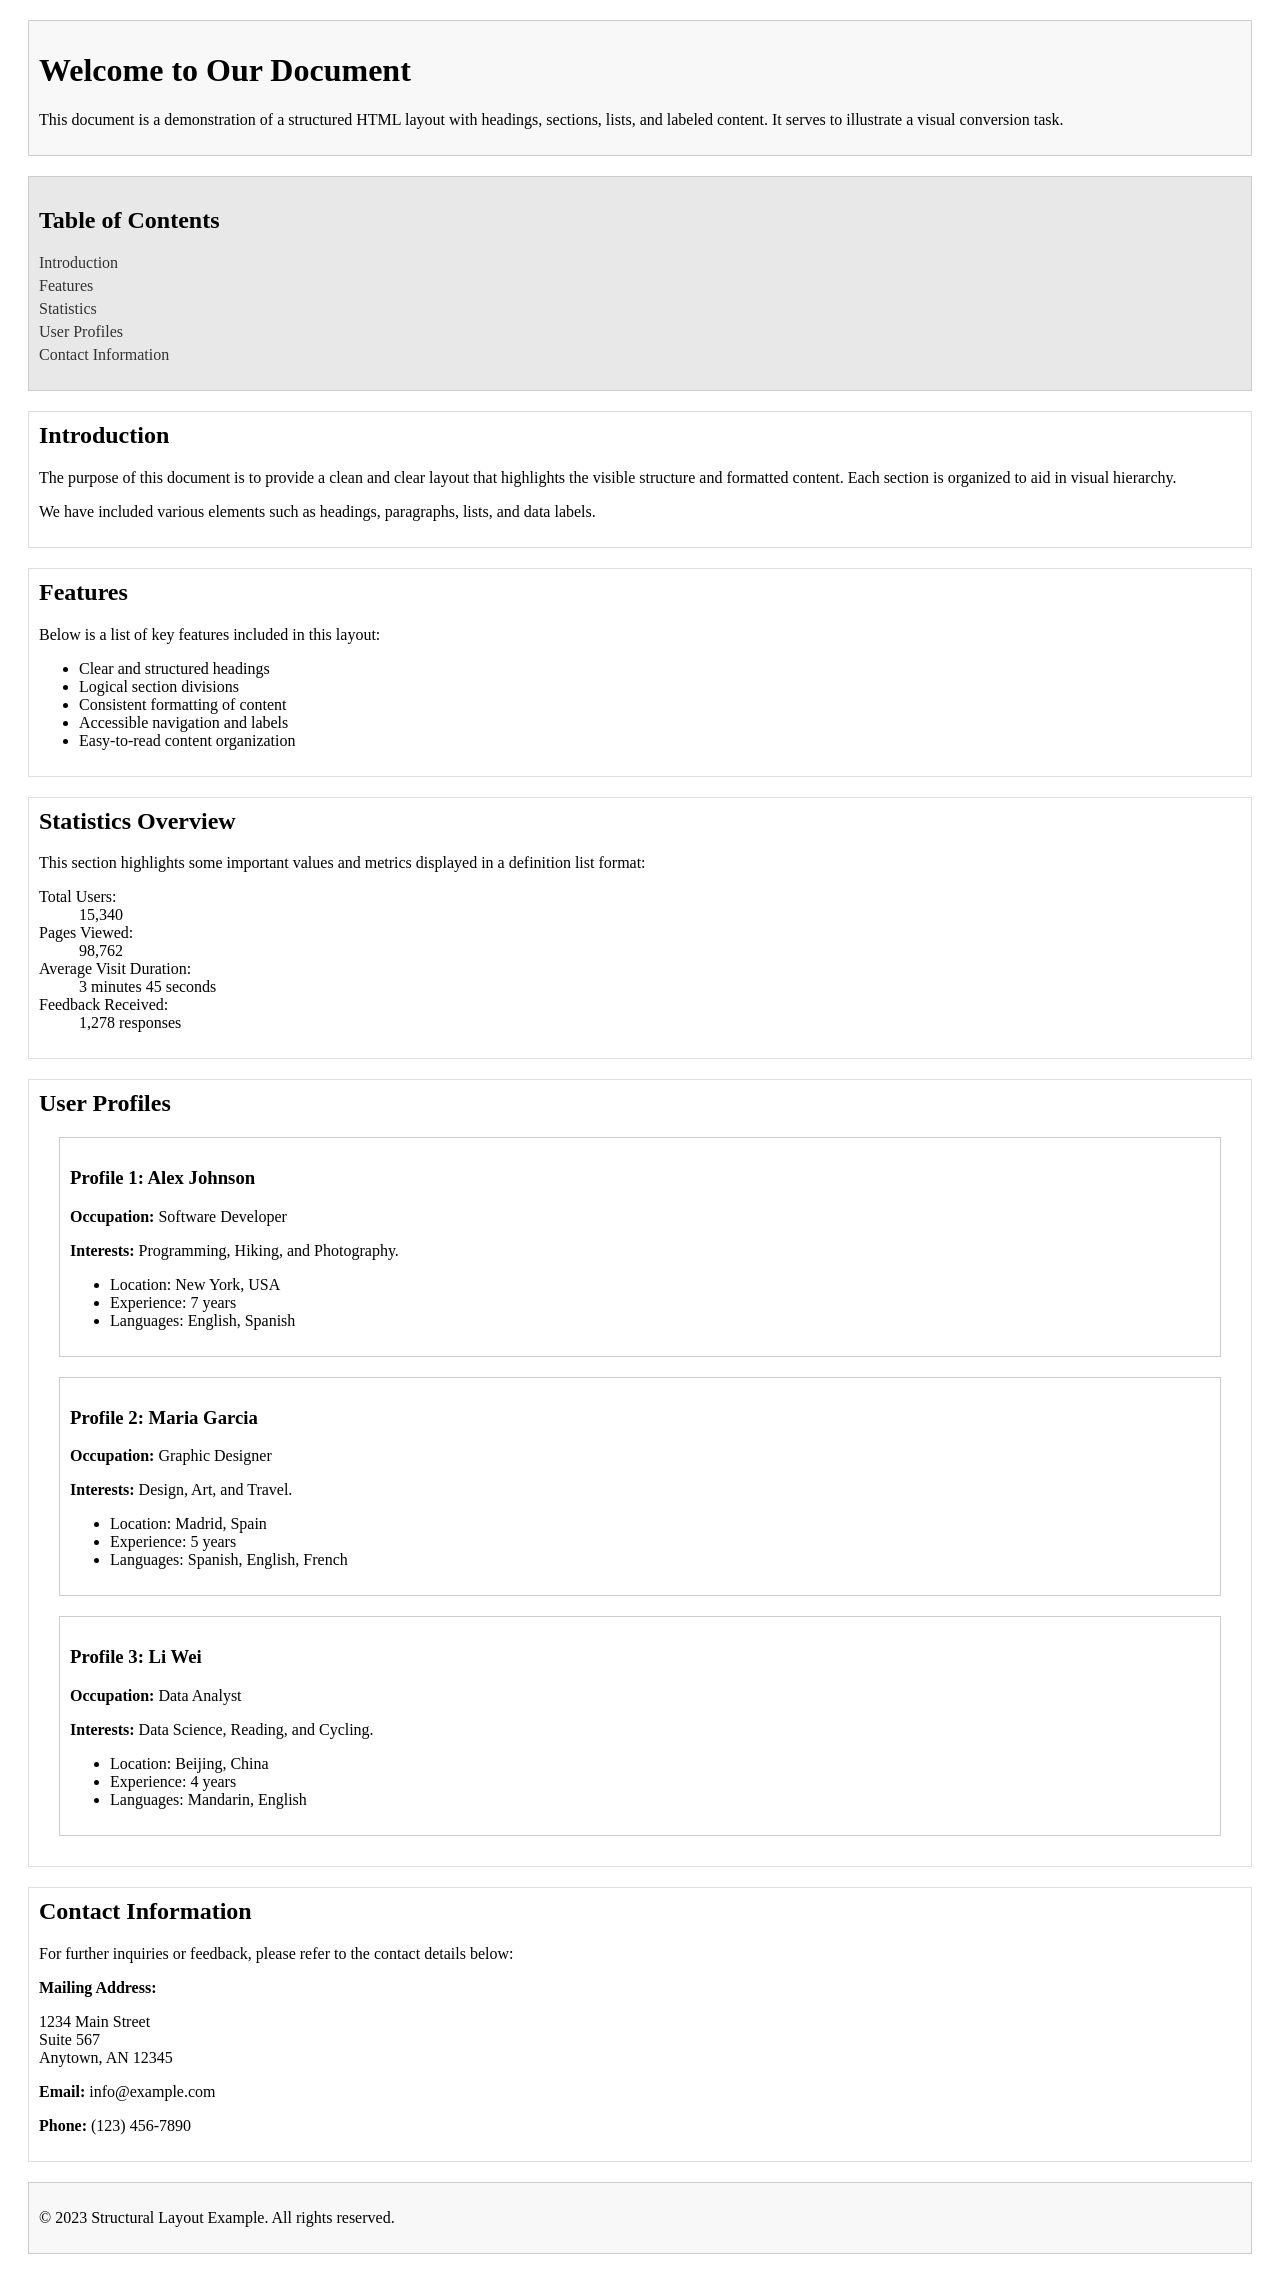 Welcome to Our Document
This document is a demonstration of a structured HTML layout with headings, sections, lists, and labeled content. It serves to illustrate a visual conversion task.
Table of Contents
Introduction
Features
Statistics
User Profiles
Contact Information
Introduction
The purpose of this document is to provide a clean and clear layout that highlights the visible structure and formatted content. Each section is organized to aid in visual hierarchy.
We have included various elements such as headings, paragraphs, lists, and data labels.
Features
Below is a list of key features included in this layout:
• Clear and structured headings
• Logical section divisions
• Consistent formatting of content
• Accessible navigation and labels
• Easy-to-read content organization
Statistics Overview
This section highlights some important values and metrics displayed in a definition list format:
Total Users:
15,340
Pages Viewed:
98,762
Average Visit Duration:
3 minutes 45 seconds
Feedback Received:
1,278 responses
User Profiles
Profile 1: Alex Johnson
Occupation: Software Developer
Interests: Programming, Hiking, and Photography.
• Location: New York, USA
• Experience: 7 years
• Languages: English, Spanish
Profile 2: Maria Garcia
Occupation: Graphic Designer
Interests: Design, Art, and Travel.
• Location: Madrid, Spain
• Experience: 5 years
• Languages: Spanish, English, French
Profile 3: Li Wei
Occupation: Data Analyst
Interests: Data Science, Reading, and Cycling.
• Location: Beijing, China
• Experience: 4 years
• Languages: Mandarin, English
Contact Information
For further inquiries or feedback, please refer to the contact details below:
Mailing Address:
1234 Main Street
Suite 567
Anytown, AN 12345
Email: info@example.com
Phone: (123) 456-7890
© 2023 Structural Layout Example. All rights reserved.